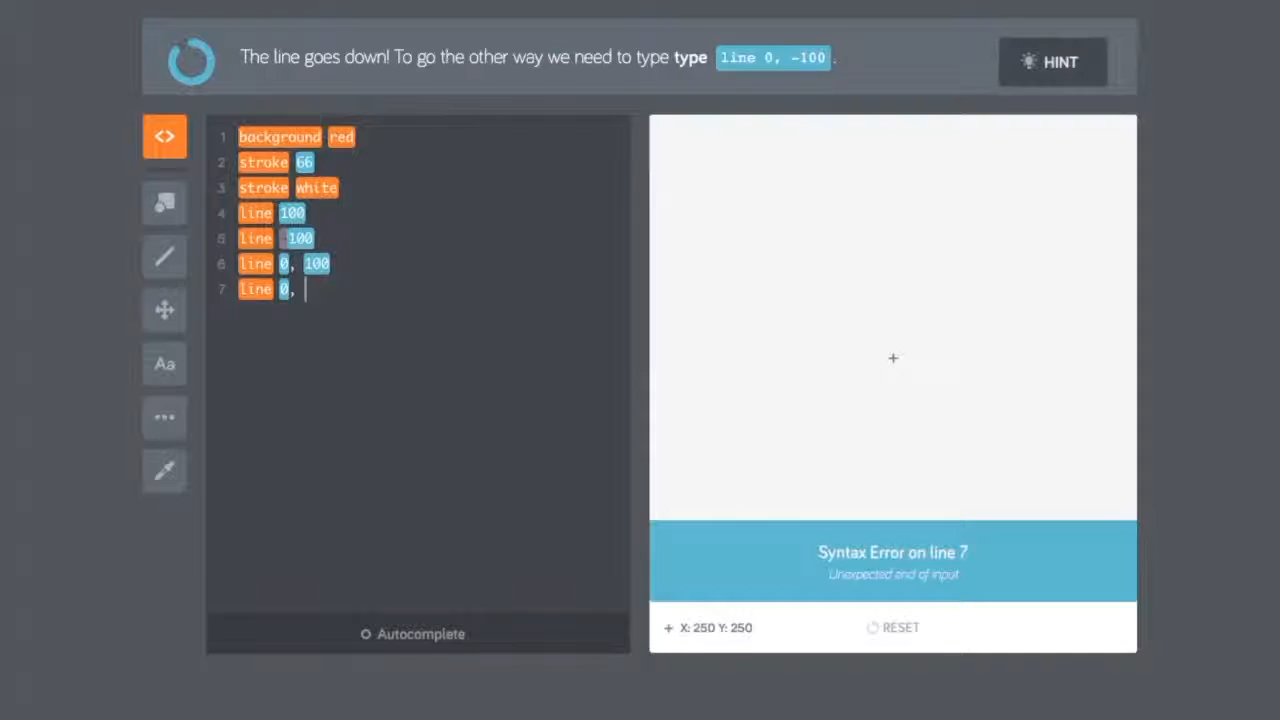 The line goes down! To go the other way we need to type type line 0, -100.
HINT
<>
1 background red
2 stroke 66
3 stroke white
4 line 100
5 line -100
6 line 0, 100
7 line 0,
Aa
Syntax Error on line 7
Unexpected end of input
Autocomplete
X: 250 Y: 250
RESET